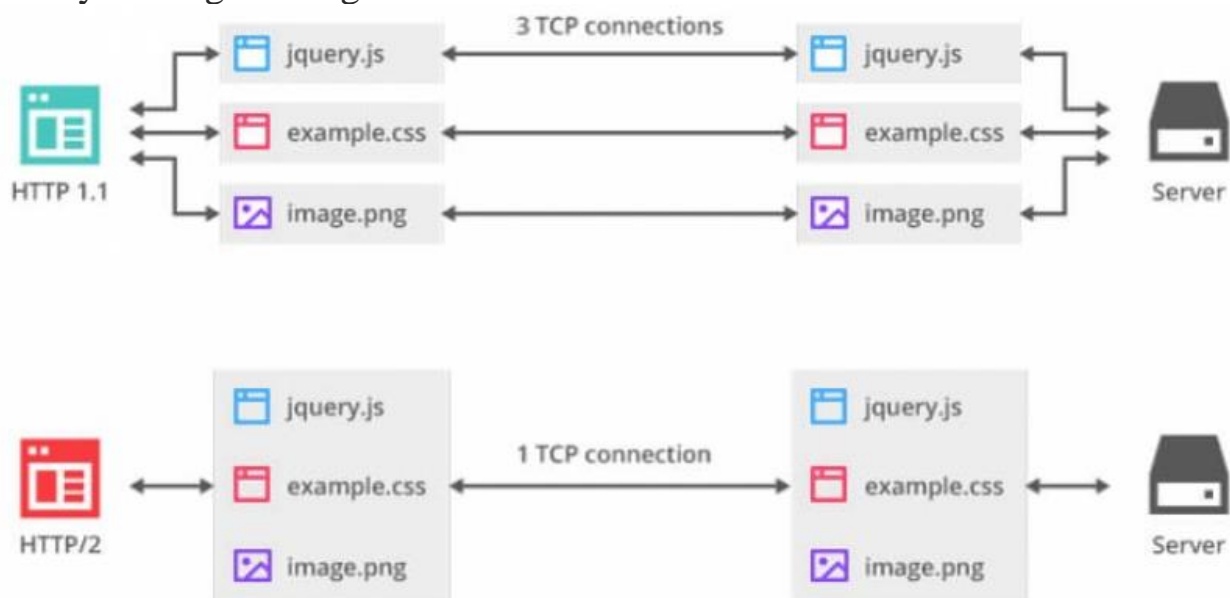 3 TCP connections
jquery.js
jquery.js
example.css
example.css
HTTP 1.1
Server
image.png
image.png
jquery.js
jquery.js
1 TCP connection
example.css
example.css
HTTP/2
Server
image.png
image.png